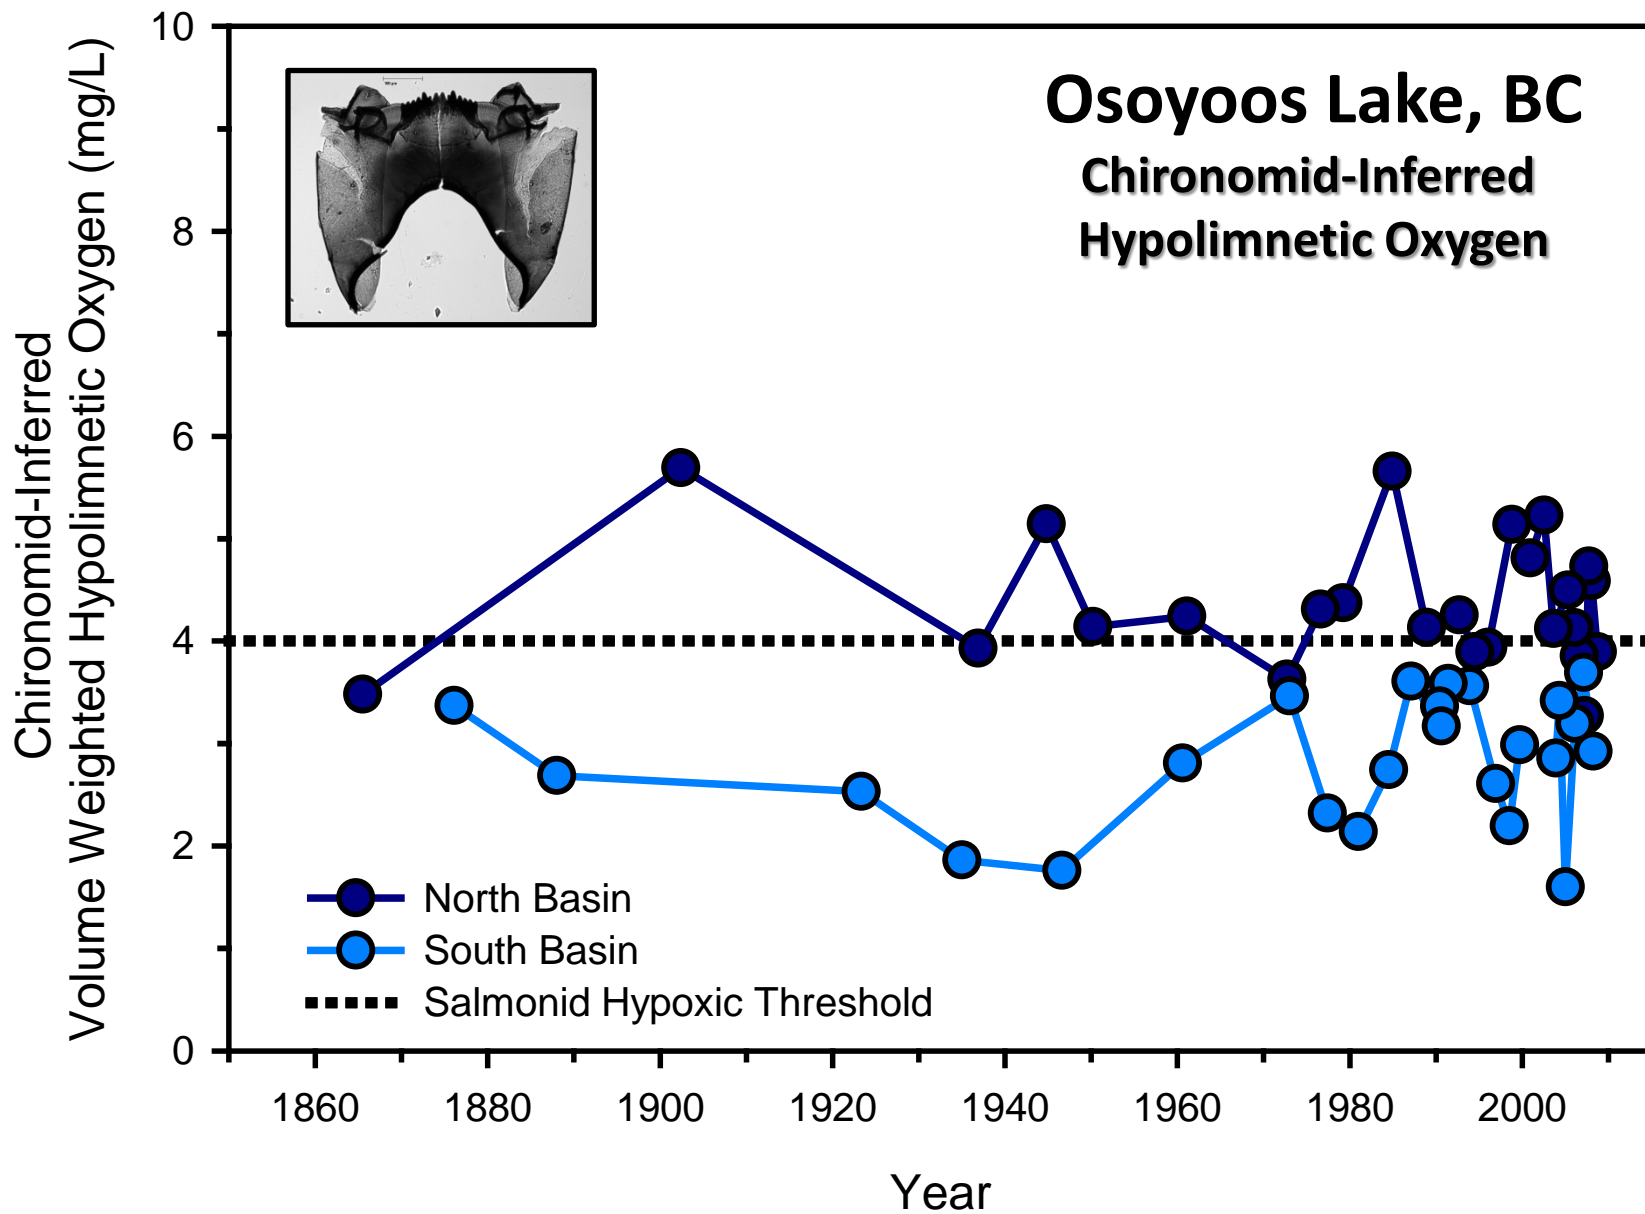 Osoyoos Lake, BC
Chironomid-Inferred
Hypolimnetic Oxygen
Chironomid-Inferred
Volume Weighted Hypolimnetic Oxygen (mg/L)
10
8
6
4
2
0
North Basin
South Basin
Salmonid Hypoxic Threshold
1860 1880 1900 1920 1940 1960 1980 2000
Year